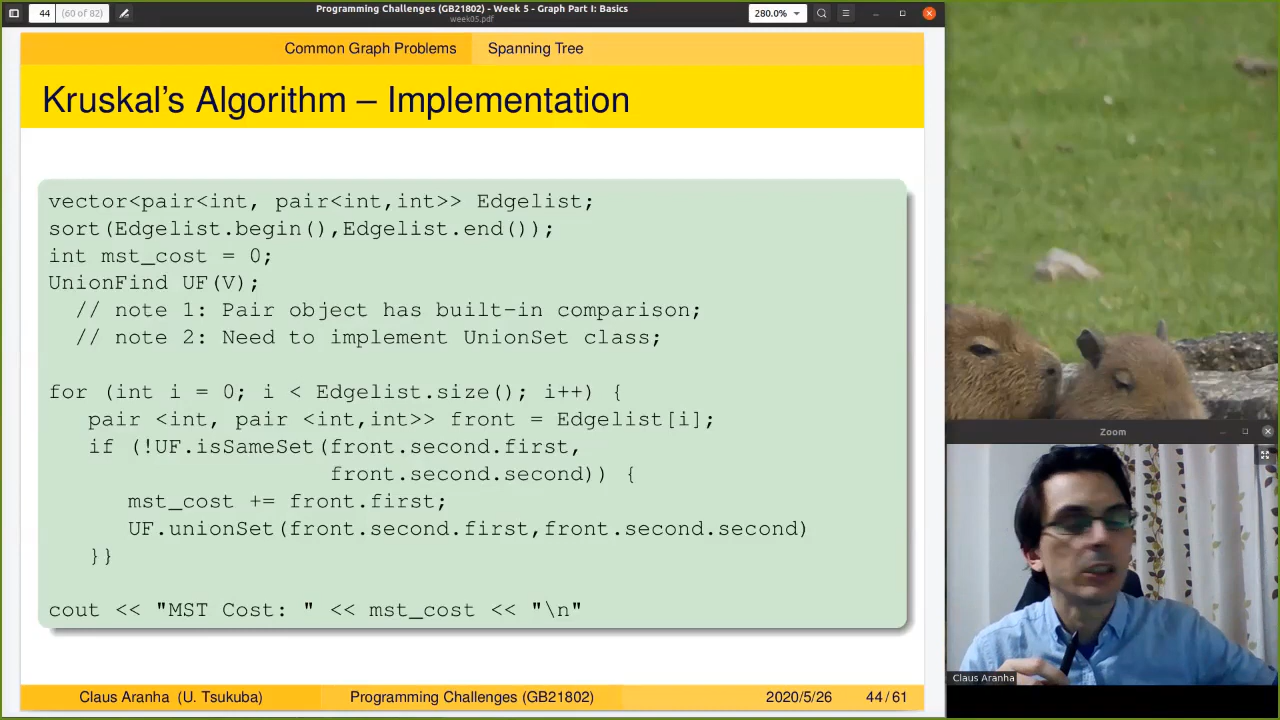 44 (60 of 82)
Programming Challenges (GB21802) - Week 5 - Graph Part I: Basics
week05.pdf
280.0%
Common Graph Problems Spanning Tree
Kruskal's Algorithm – Implementation
vector<pair<int, pair<int,int>> Edgelist;
sort(Edgelist.begin(),Edgelist.end());
int mst_cost = 0;
UnionFind UF(V);
// note 1: Pair object has built-in comparison;
// note 2: Need to implement UnionSet class;
for (int i = 0; i < Edgelist.size(); i++) {
pair <int, pair <int,int>> front = Edgelist[i];
if (!UF.isSameSet(front.second.first,
front.second.second)) {
mst_cost += front.first;
UF.unionSet(front.second.first,front.second.second)
}}
cout << "MST Cost: " << mst_cost << "\n"
Claus Aranha (U. Tsukuba) Programming Challenges (GB21802) 2020/5/26 44 / 61
Zoom
Claus Aranha